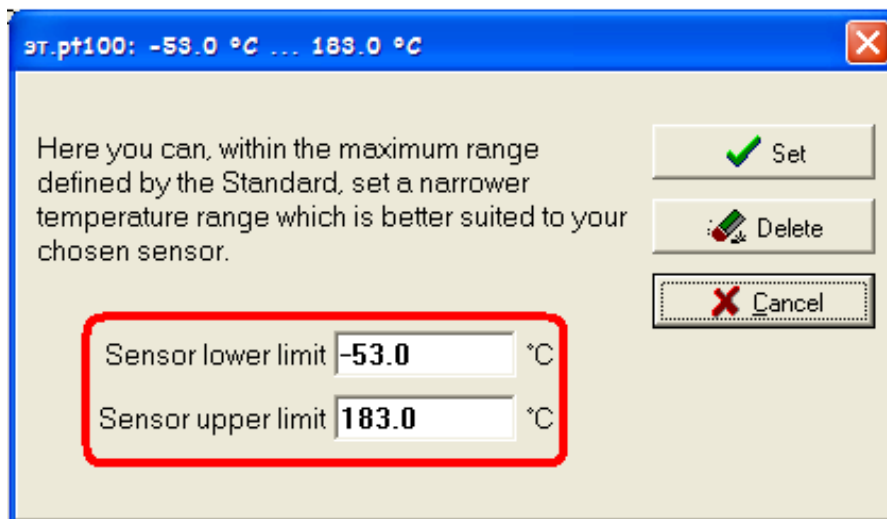 эт.pt100: -53.0 °C ... 183.0 °C
Here you can, within the maximum range
defined by the Standard, set a narrower
temperature range which is better suited to your
chosen sensor.
Set
Delete
Cancel
Sensor lower limit -53.0 °C
Sensor upper limit 183.0 °C